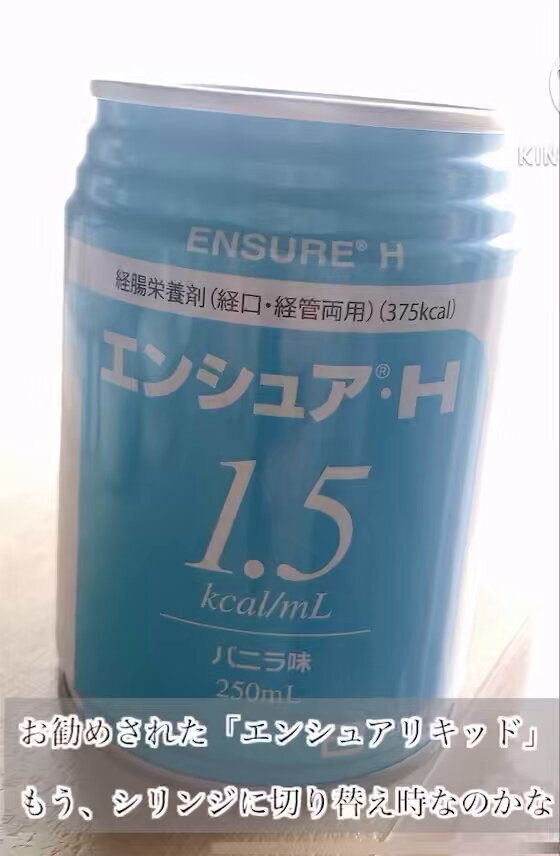 KIN
ENSURE® H
経腸栄養剤(経口・経管両用)(375kcal)
エンシュア®・H
1.5
kcal/mL
バニラ味
250mL
お勧めされた「エンシュアリキッド」
もう、シリンジに切り替え時なのかな